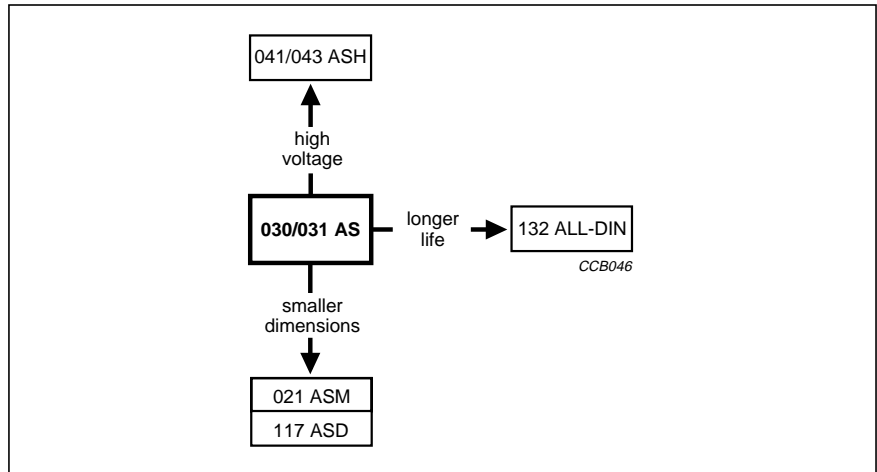 041/043 ASH
high
voltage
030/031 AS
longer
life
132 ALL-DIN
CCB046
smaller
dimensions
021 ASM
117 ASD